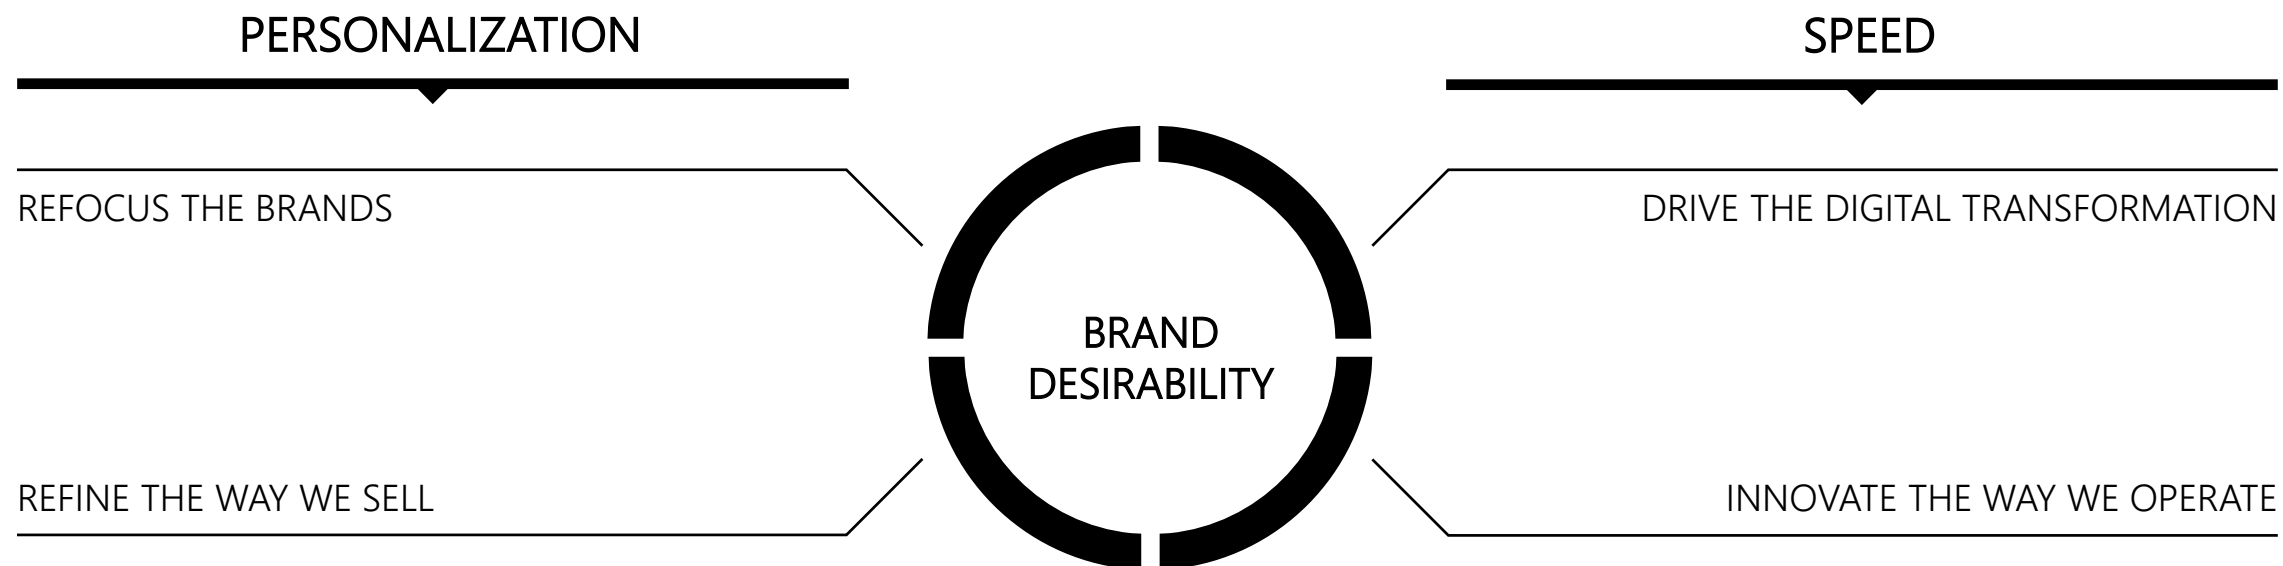 PERSONALIZATION
SPEED
REFOCUS THE BRANDS
DRIVE THE DIGITAL TRANSFORMATION
BRAND
DESIRABILITY
REFINE THE WAY WE SELL
INNOVATE THE WAY WE OPERATE